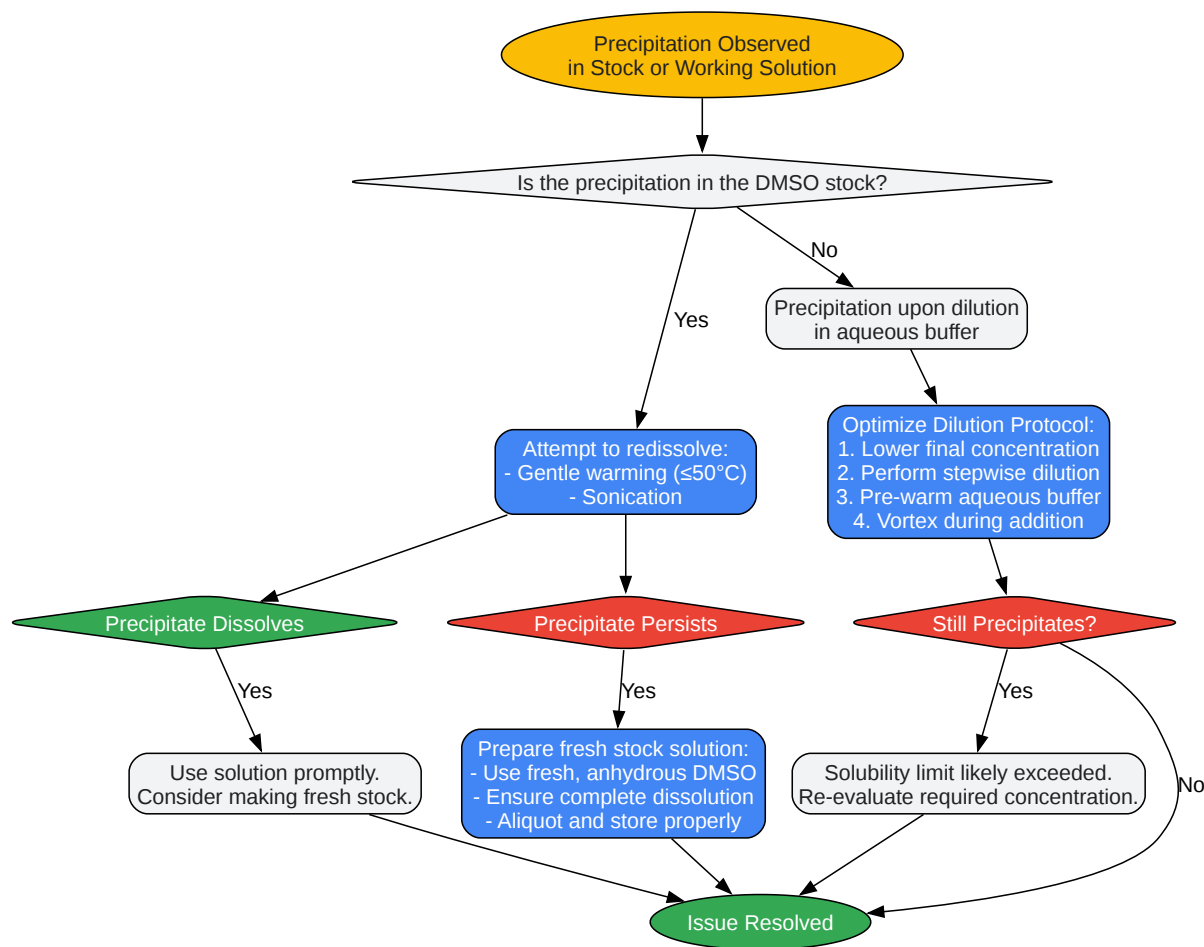 Precipitation Observed
in Stock or Working Solution
Is the precipitation in the DMSO stock?
No
Yes
Precipitation upon dilution
in aqueous buffer
Attempt to redissolve:
- Gentle warming (≤50°C)
- Sonication
Optimize Dilution Protocol:
1. Lower final concentration
2. Perform stepwise dilution
3. Pre-warm aqueous buffer
4. Vortex during addition
Precipitate Dissolves
Precipitate Persists
Still Precipitates?
Yes
Yes
Yes
No
Use solution promptly.
Consider making fresh stock.
Prepare fresh stock solution:
- Use fresh, anhydrous DMSO
- Ensure complete dissolution
- Aliquot and store properly
Solubility limit likely exceeded.
Re-evaluate required concentration.
Issue Resolved